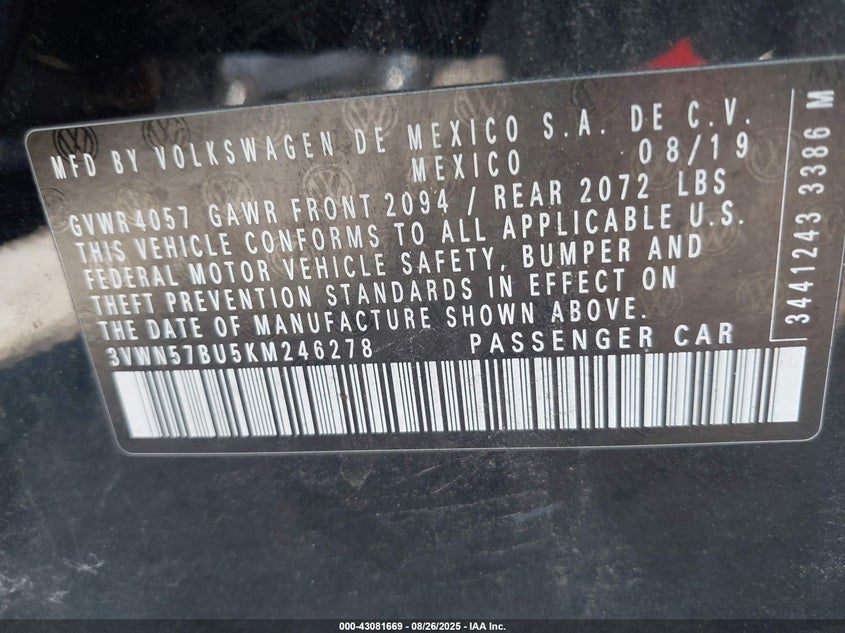 MFD BY VOLKSWAGEN DE MEXICO S.A. DE C.V.
MEXICO 08/19
GVWR4057 GAWR FRONT 2094 / REAR 2072 LBS
THIS VEHICLE CONFORMS TO ALL APPLICABLE U.S.
FEDERAL MOTOR VEHICLE SAFETY, BUMPER AND
THEFT PREVENTION STANDARDS IN EFFECT ON
THE DATE OF MANUFACTURE SHOWN ABOVE.
3VWN57BU5KM246278 PASSENGER CAR
3441243 3386 M
000-43081669 - 08/26/2025 - IAA Inc.